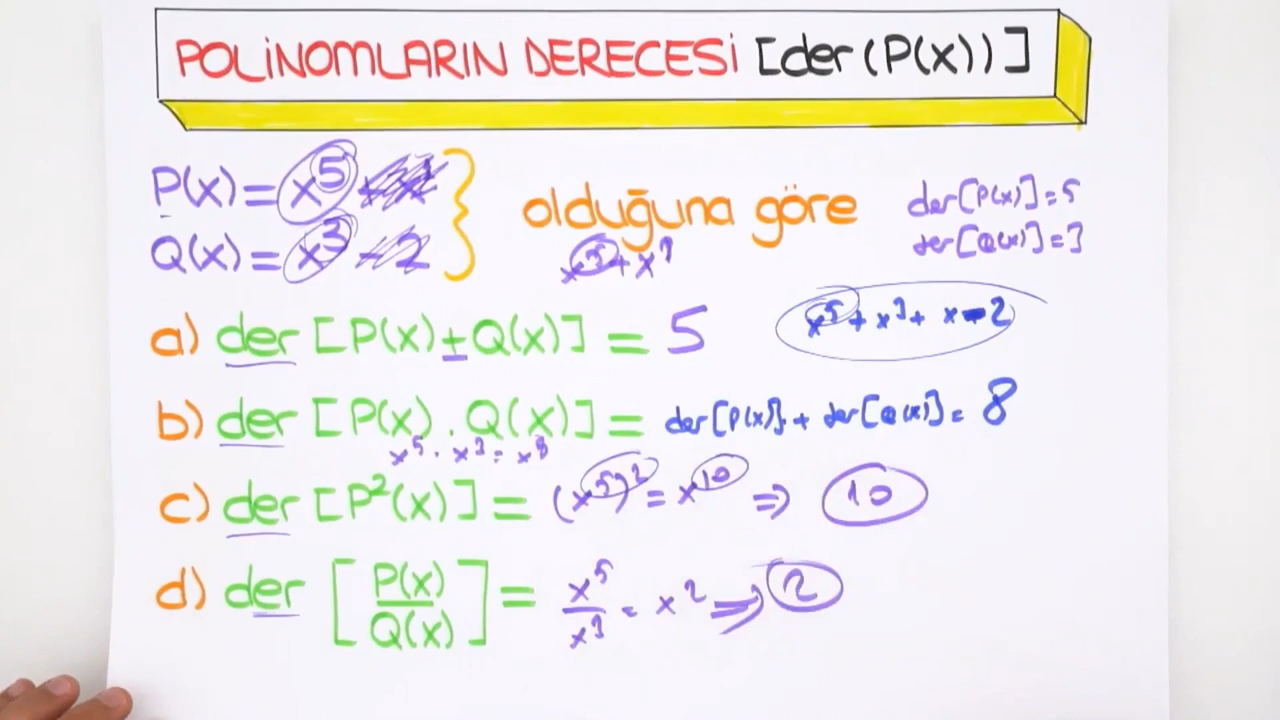 POLİNOMLARIN DERECESİ [der(P(x))]
P(x) = x⁵
Q(x) = x³ - 2
olduğuna göre
der[P(x)] = 5
der[Q(x)] = 3
x⁵ + x³
a) der [P(x) ± Q(x)] = 5
x⁵ + x³ + x - 2
b) der [P(x) . Q(x)] = der[P(x)] + der[Q(x)] = 8
x⁵ . x³ = x⁸
c) der [P²(x)] = (x⁵)² = x¹⁰ ⇒ 10
d) der [P(x)/Q(x)] = x⁵/x³ = x² ⇒ 2